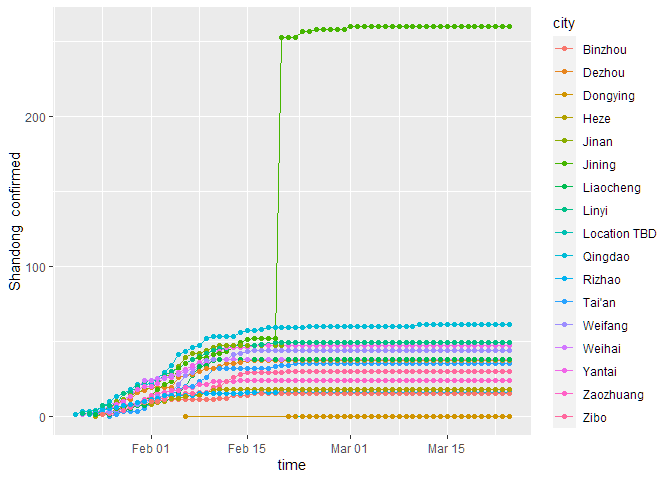 Shandong confirmed
200
100
0
Feb 01
Feb 15
Mar 01
Mar 15
time
city
Binzhou
Dezhou
Dongying
Heze
Jinan
Jining
Liaocheng
Linyi
Location TBD
Qingdao
Rizhao
Tai'an
Weifang
Weihai
Yantai
Zaozhuang
Zibo